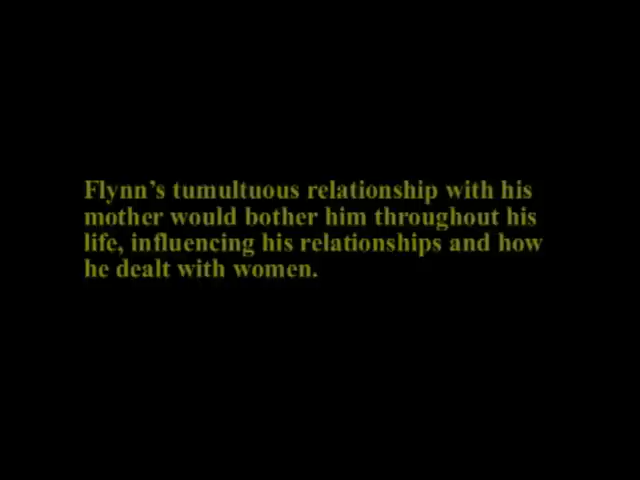 Flynn’s tumultuous relationship with his
mother would bother him throughout his
life, influencing his relationships and how
he dealt with women.